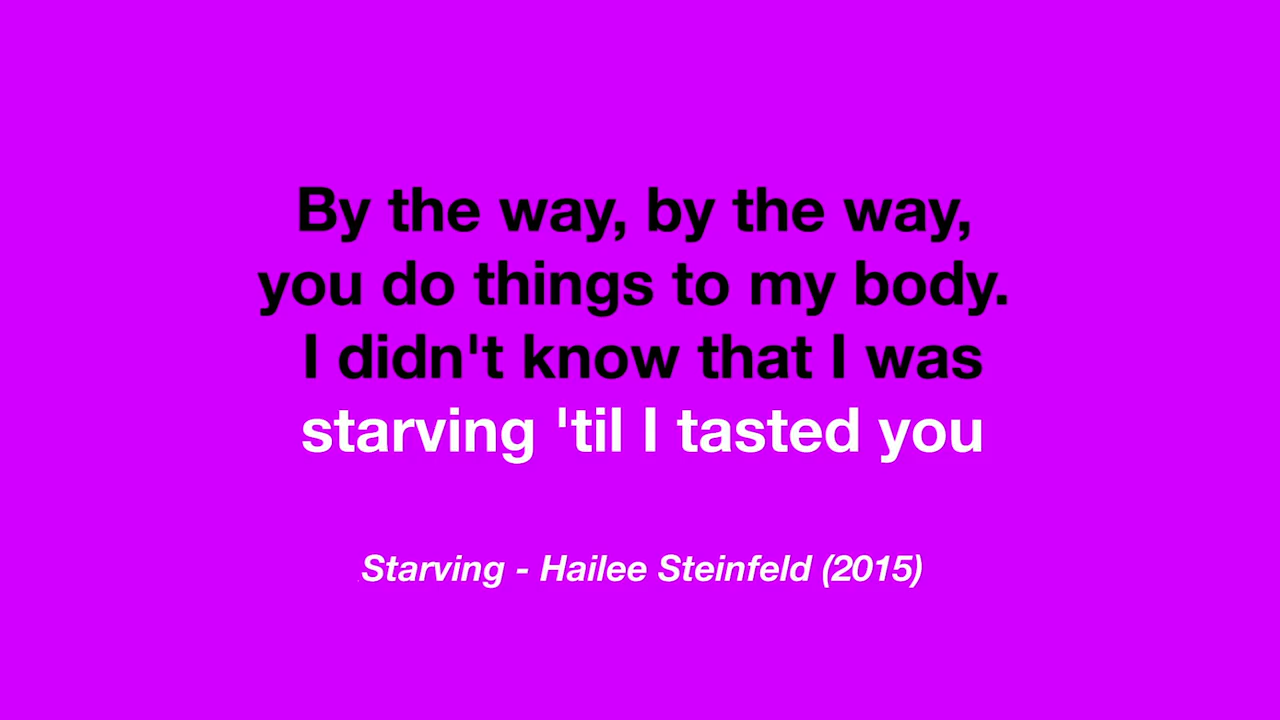 By the way, by the way,
you do things to my body.
I didn't know that I was
starving 'til I tasted you
Starving - Hailee Steinfeld (2015)